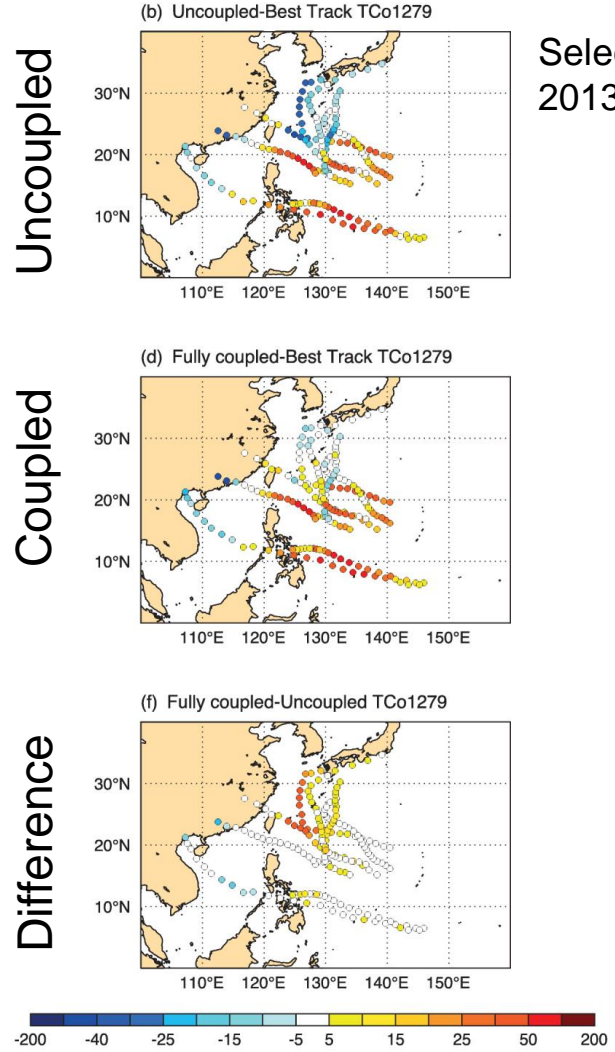 (b) Uncoupled-Best Track TCo1279
Uncoupled
30°N
20°N
10°N
110°E 120°E 130°E 140°E 150°E
2013
(d) Fully coupled-Best Track TCo1279
Coupled
30°N
20°N
10°N
110°E 120°E 130°E 140°E 150°E
(f) Fully coupled-Uncoupled TCo1279
Difference
30°N
20°N
10°N
110°E 120°E 130°E 140°E 150°E
-200 -40 -25 -15 -5 5 15 25 50 200